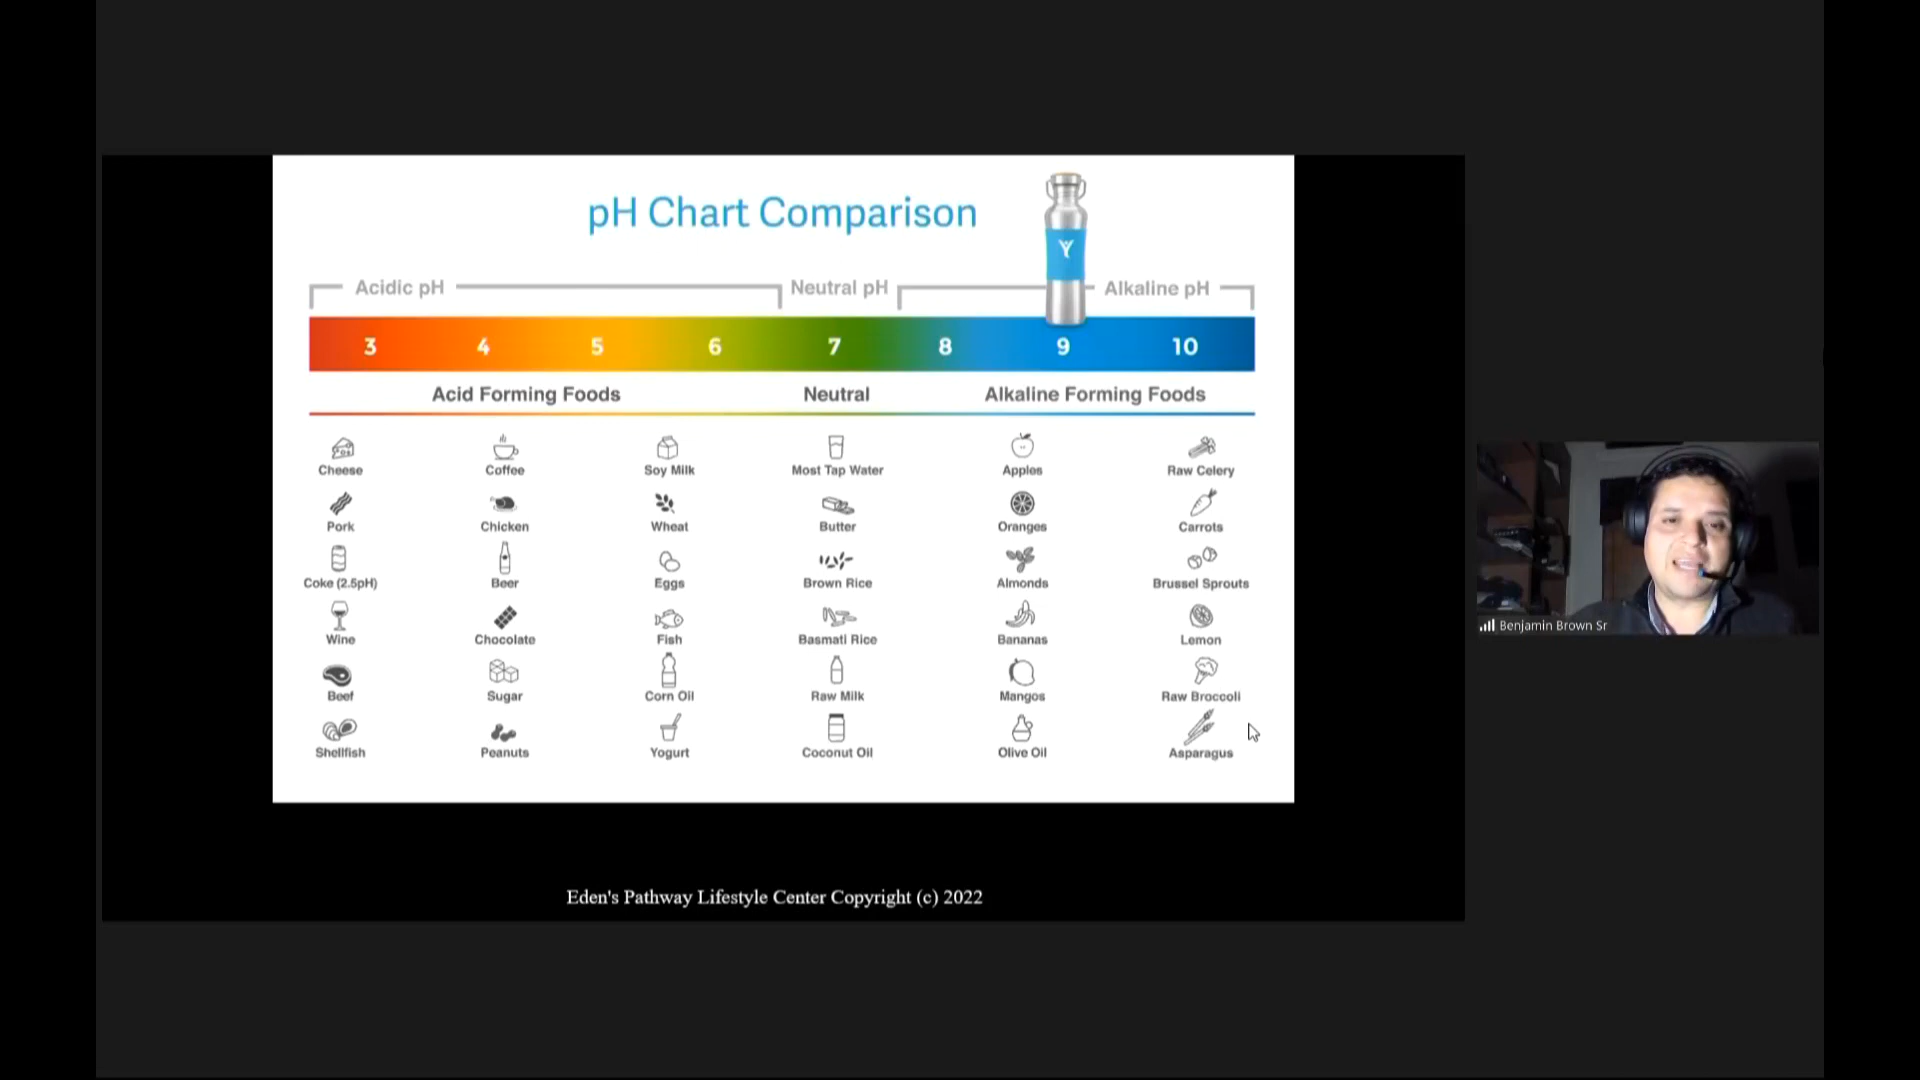 pH Chart Comparison
Acidic pH Neutral pH Alkaline pH
3 4 5 6 7 8 9 10
Acid Forming Foods Neutral Alkaline Forming Foods
Cheese Coffee Soy Milk Most Tap Water Apples Raw Celery
Pork Chicken Wheat Butter Oranges Carrots
Coke (2.5pH) Beer Eggs Brown Rice Almonds Brussel Sprouts
Wine Chocolate Fish Basmati Rice Bananas Lemon
Beef Sugar Corn Oil Raw Milk Mangos Raw Broccoli
Shellfish Peanuts Yogurt Coconut Oil Olive Oil Asparagus
Eden's Pathway Lifestyle Center Copyright (c) 2022
Benjamin Brown Sr